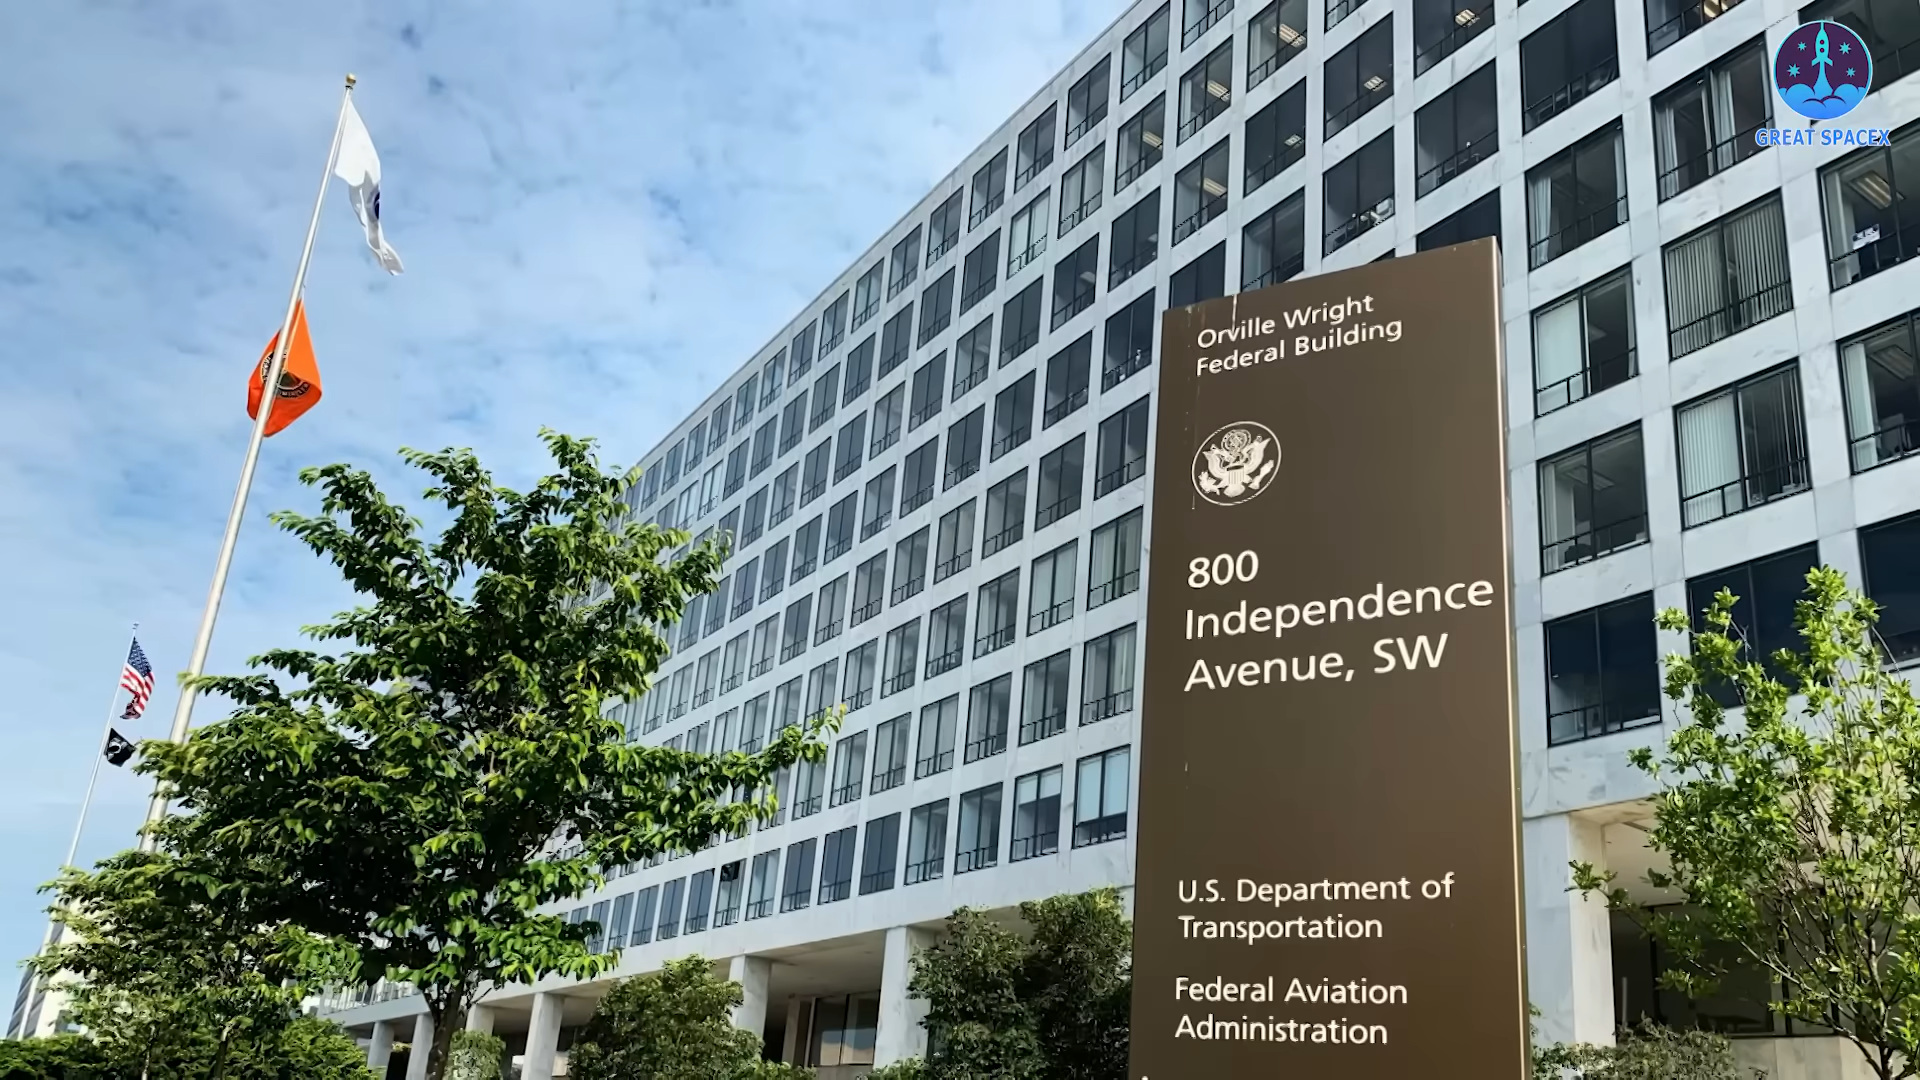 GREAT SPACEX
Orville Wright
Federal Building
800
Independence
Avenue, SW
U.S. Department of
Transportation
Federal Aviation
Administration